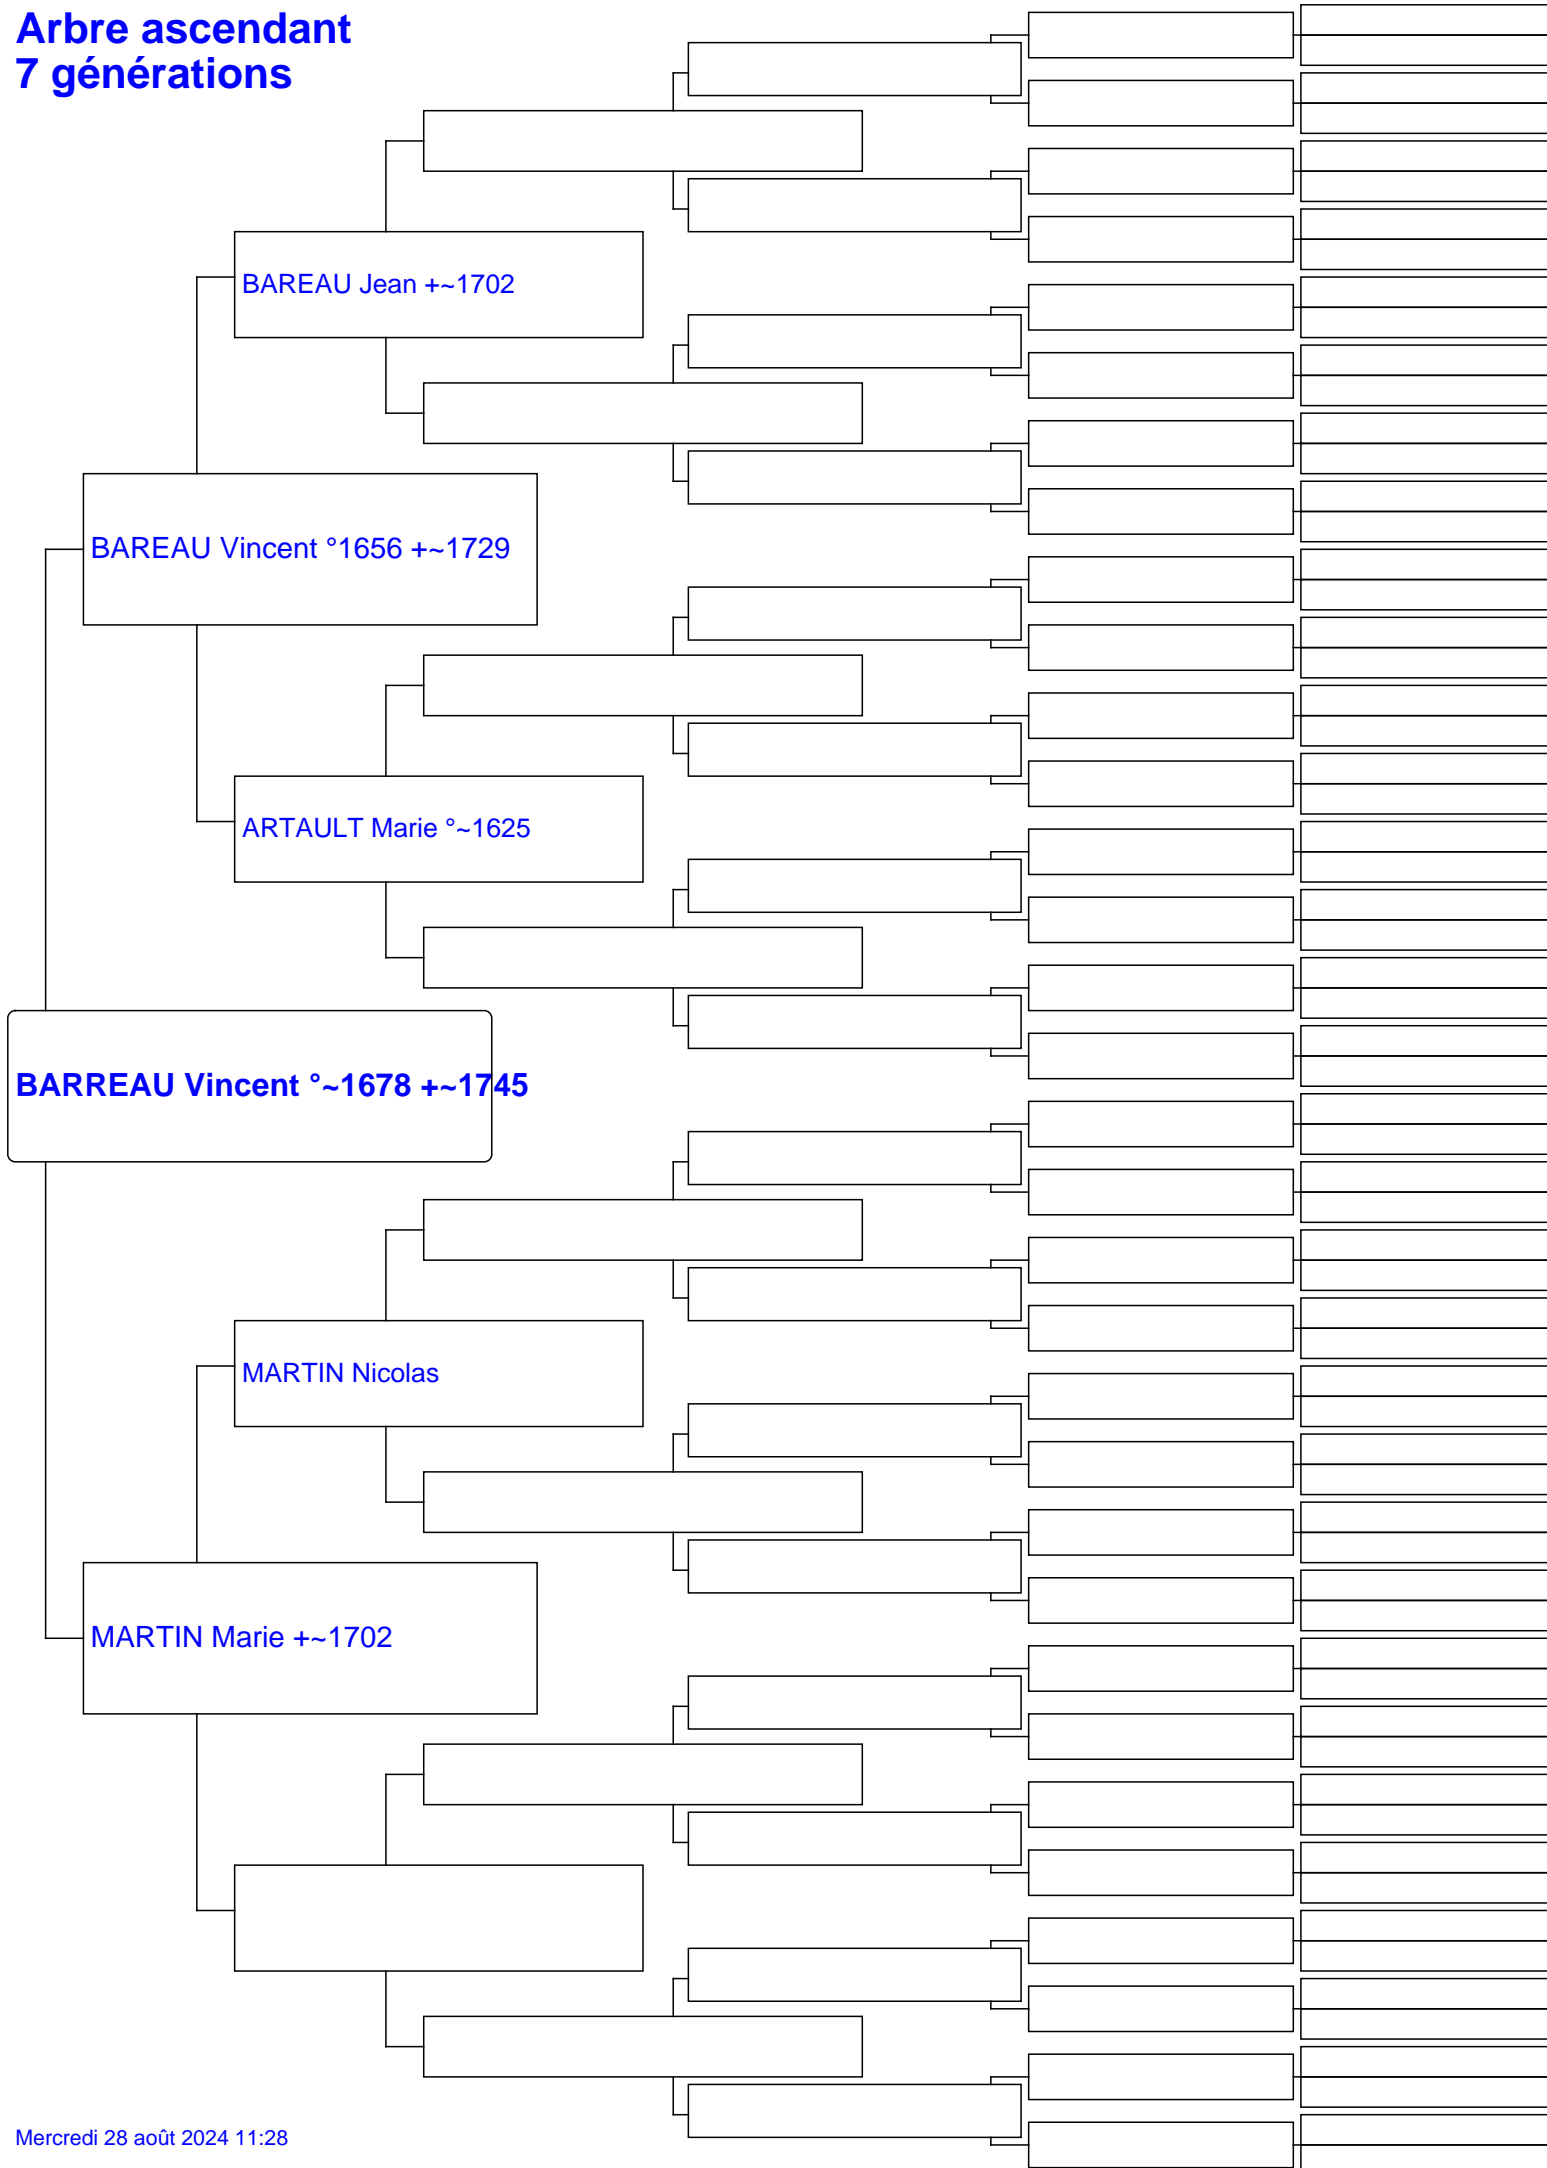 Arbre ascendant
7 générations
BAREAU Jean +~1702
BAREAU Vincent °1656 +~1729
ARTAULT Marie °~1625
BARREAU Vincent °~1678 +~1745
MARTIN Nicolas
MARTIN Marie +~1702
Mercredi 28 août 2024 11:28